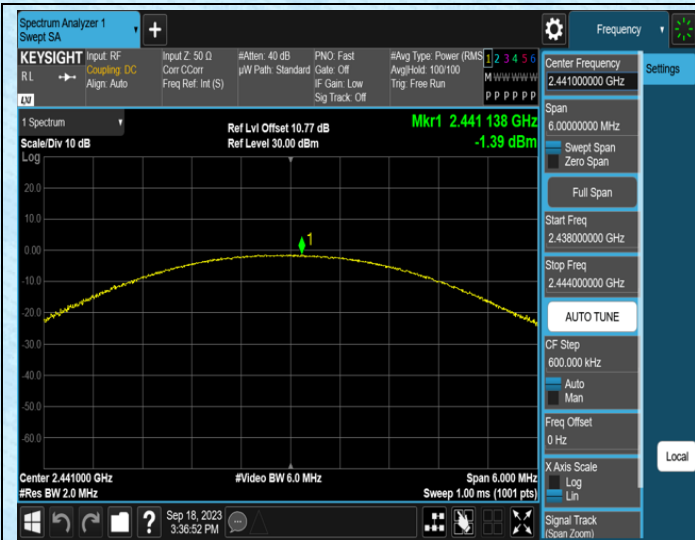 Spectrum Analyzer 1
Swept SA
+
Frequency
KEYSIGHT
RL
Input: RF
Coupling: DC
Align: Auto
Input Z: 50 Ω
Corr CCorr
Freq Ref: Int (S)
#Atten: 40 dB
µW Path: Standard
PNO: Fast
Gate: Off
IF Gain: Low
Sig Track: Off
#Avg Type: Power (RMS
Avg|Hold: 100/100
Trig: Free Run
1 2 3 4 5 6
M W W W W W
P P P P P P
LXI
1 Spectrum
Scale/Div 10 dB
Log
Ref Lvl Offset 10.77 dB
Ref Level 30.00 dBm
Mkr1 2.441 138 GHz
-1.39 dBm
20.0
10.0
0.00
-10.0
-20.0
-30.0
-40.0
-50.0
-60.0
1
Center 2.441000 GHz
#Res BW 2.0 MHz
#Video BW 6.0 MHz
Span 6.000 MHz
Sweep 1.00 ms (1001 pts)
Sep 18, 2023
3:36:52 PM
?
Center Frequency
2.441000000 GHz
Span
6.00000000 MHz
Swept Span
Zero Span
Full Span
Start Freq
2.438000000 GHz
Stop Freq
2.444000000 GHz
AUTO TUNE
CF Step
600.000 kHz
Auto
Man
Freq Offset
0 Hz
X Axis Scale
Log
Lin
Signal Track
(Span Zoom)
Settings
Local